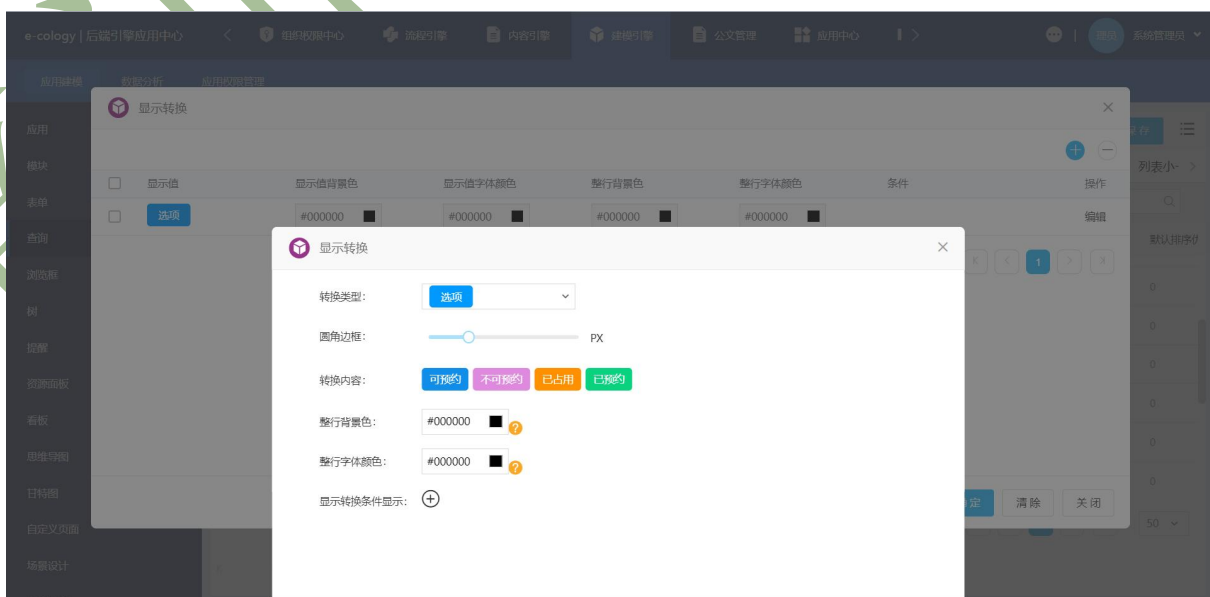 e-cology | 后端引擎应用中心 < 组织权限中心 流程引擎 内容引擎 建模引擎 公文管理 应用中心 > 系统管理员
应用建模 数据分析 应用权限管理
显示转换
应用
模块
表单
查询
浏览框
树
提醒
资源面板
看板
思维导图
甘特图
自定义页面
场景设计
列表小- >
显示值 显示值背景色 显示值字体颜色 整行背景色 整行字体颜色 条件 操作
选项 #000000 #000000 #000000 #000000 编辑
默认排序优
< 1 >
0
0
0
0
0
0
显示转换
转换类型: 选项
圆角边框: PX
转换内容: 可预约 不可预约 已占用 已预约
整行背景色: #000000 ?
整行字体颜色: #000000 ?
显示转换条件显示:
定 清除 关闭
50